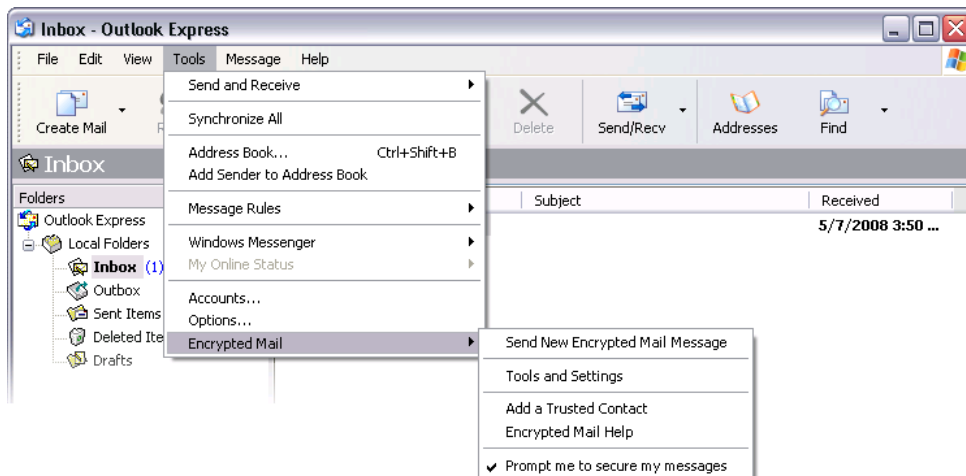 Inbox - Outlook Express
File Edit View Tools Message Help
Create Mail
Delete
Send/Recv
Addresses
Find
Send and Receive
Synchronize All
Address Book... Ctrl+Shift+B
Add Sender to Address Book
Message Rules
Windows Messenger
My Online Status
Accounts...
Options...
Encrypted Mail
Inbox
Folders
Outlook Express
Local Folders
Inbox (1)
Outbox
Sent Items
Deleted Ite
Drafts
Subject Received
5/7/2008 3:50 ...
Send New Encrypted Mail Message
Tools and Settings
Add a Trusted Contact
Encrypted Mail Help
Prompt me to secure my messages